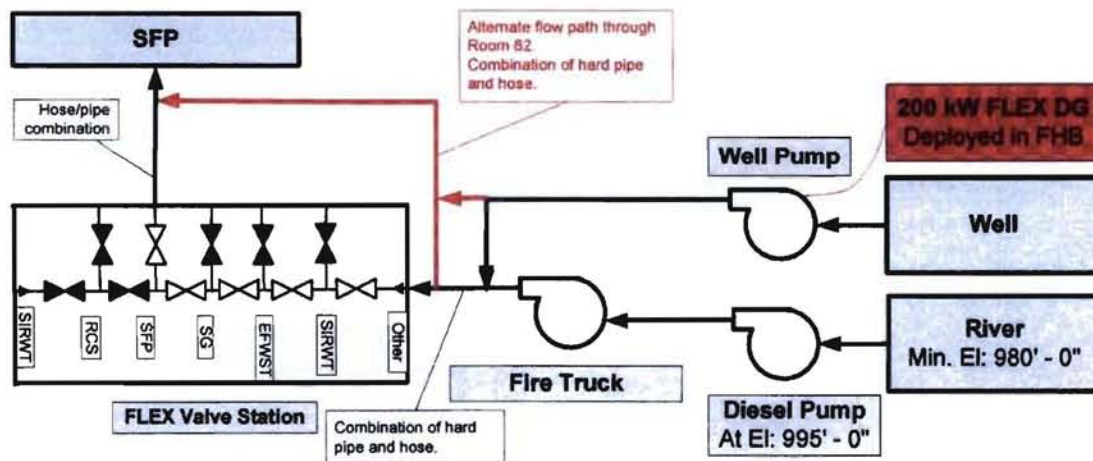 SFP
Alternate flow path through
Room 82.
Combination of hard pipe
and hose.
Hose/pipe
combination
200 kW FLEX DG
Deployed in FHB
Well Pump
Well
SIRWT
RCS
SFP
SG
EFWST
SIRWT
Other
River
Min. El: 980' - 0"
Fire Truck
FLEX Valve Station
Diesel Pump
At El: 995' - 0"
Combination of hard
pipe and hose.